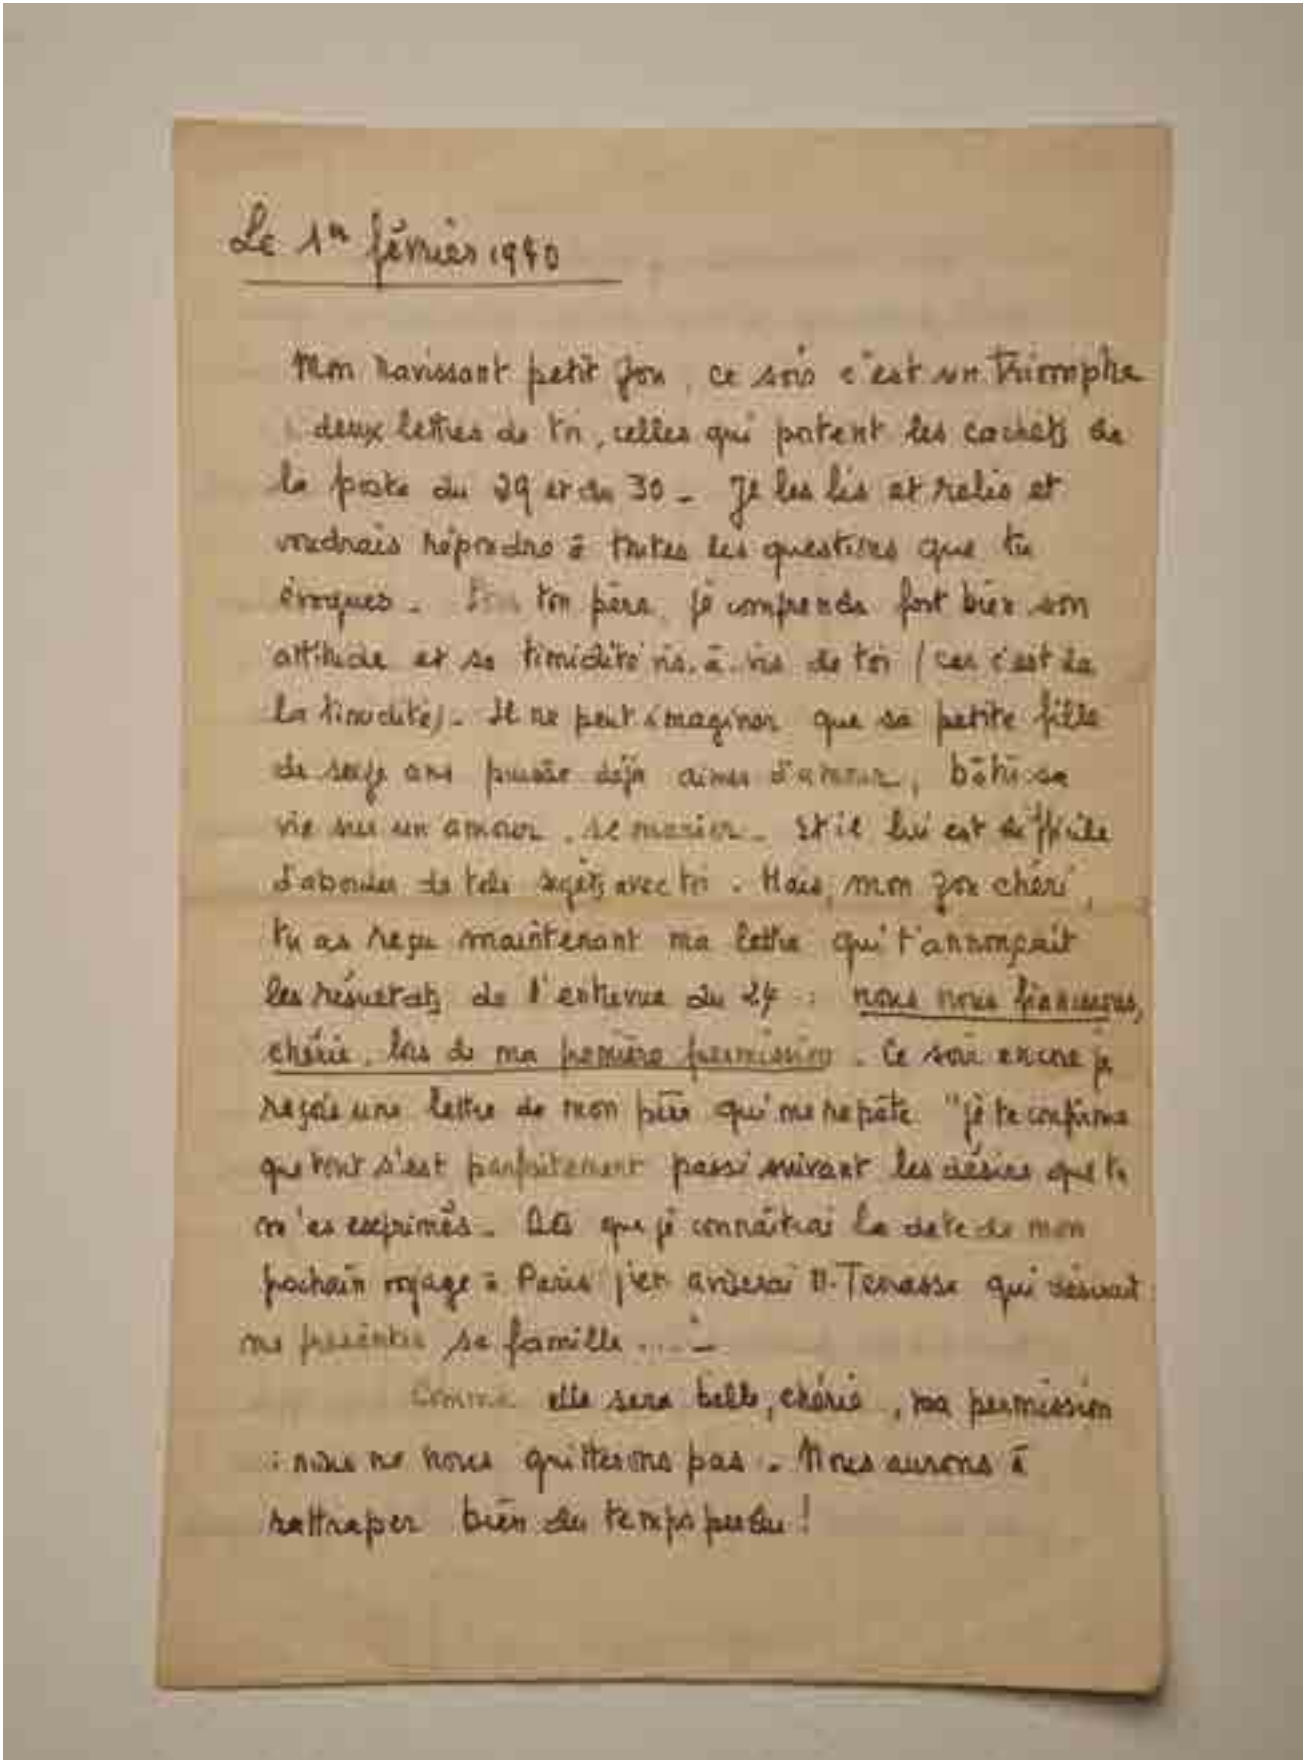 Le 1er février 1940
Mon ravissant petit Zou, ce soir c'est un triomphe
: deux lettres de toi, celles qui portent les cachets de
la poste du 29 et du 30 - Je les lis et relis et
voudrais répondre à toutes les questions que tu
évoques - ton père, je comprends fort bien son
attitude et sa timidité vis-à-vis de toi (car c'est de
la timidité). Il ne peut imaginer que sa petite fille
de seize ans puisse déjà aimer d'amour, bâtir sa
vie sur un amour, se marier - Et il lui est difficile
d'aborder de tels sujets avec toi. Mais, mon Zou chéri,
tu as reçu maintenant ma lettre qui t'annonçait
les résultats de l'entrevue du 24 : nous nous fiancerons,
chérie, lors de ma première permission. Ce soir encore je
reçois une lettre de mon père qui me répète "je te confirme
que tout s'est parfaitement passé suivant les désirs que tu
m'as exprimés - Dès que je connaîtrai la date de mon
prochain voyage à Paris j'en aviserai M. Terrasse qui désirait
me présenter sa famille .... " -
Comme elle sera belle, chérie, ma permission
: nous ne nous quitterons pas - Nous aurons à
rattraper bien du temps perdu !